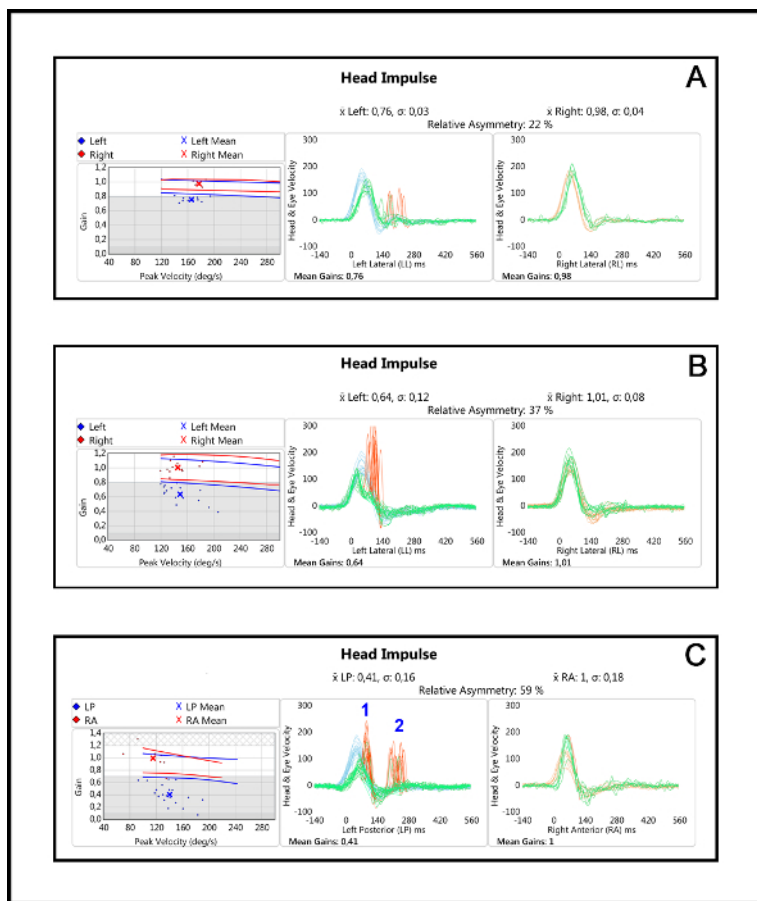 A
Head Impulse
x̄ Left: 0,76, σ: 0,03 x̄ Right: 0,98, σ: 0,04
Relative Asymmetry: 22 %
Left Left Mean
Right Right Mean
1,2
1,0
0,8
0,6
0,4
0,2
0,0
Gain
40 80 120 160 200 240 280
Peak Velocity (deg/s)
300
200
100
0
-100
Head & Eye Velocity
-140 0 140 280 420 560
Left Lateral (LL) ms
Mean Gains: 0,76
300
200
100
0
-100
Head & Eye Velocity
-140 0 140 280 420 560
Right Lateral (RL) ms
Mean Gains: 0,98
B
Head Impulse
x̄ Left: 0,64, σ: 0,12 x̄ Right: 1,01, σ: 0,08
Relative Asymmetry: 37 %
Left Left Mean
Right Right Mean
1,2
1,0
0,8
0,6
0,4
0,2
0,0
Gain
40 80 120 160 200 240 280
Peak Velocity (deg/s)
300
200
100
0
-100
Head & Eye Velocity
-140 0 140 280 420 560
Left Lateral (LL) ms
Mean Gains: 0,64
300
200
100
0
-100
Head & Eye Velocity
-140 0 140 280 420 560
Right Lateral (RL) ms
Mean Gains: 1,01
C
Head Impulse
x̄ LP: 0,41, σ: 0,16 x̄ RA: 1, σ: 0,18
Relative Asymmetry: 59 %
LP LP Mean
RA RA Mean
1,4
1,2
1,0
0,8
0,6
0,4
0,2
0,0
Gain
40 80 120 160 200 240 280
Peak Velocity (deg/s)
1 2
300
200
100
0
-100
Head & Eye Velocity
-140 0 140 280 420 560
Left Posterior (LP) ms
Mean Gains: 0,41
300
200
100
0
-100
Head & Eye Velocity
-140 0 140 280 420 560
Right Anterior (RA) ms
Mean Gains: 1